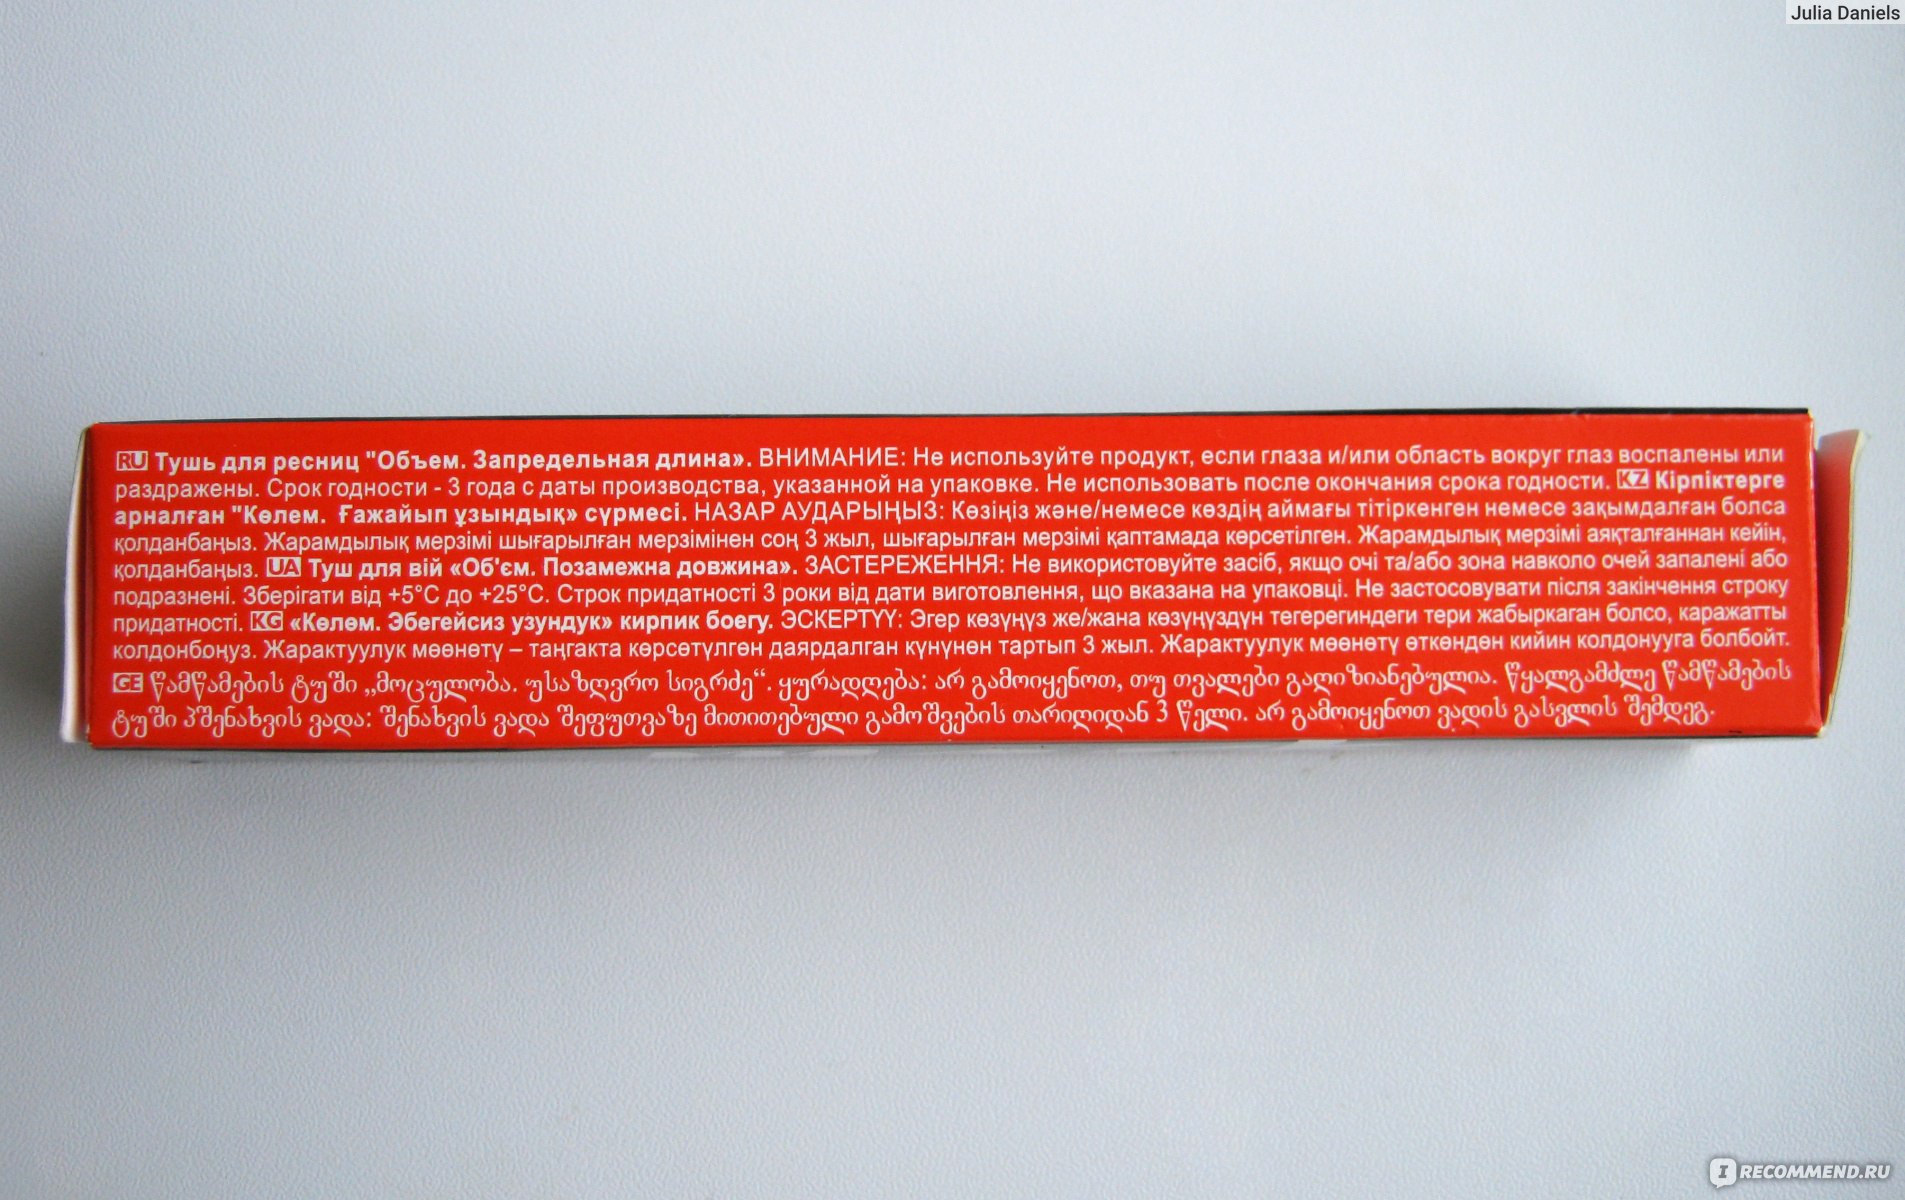 Julia Daniels
RU Тушь для ресниц "Объем. Запредельная длина». ВНИМАНИЕ: Не используйте продукт, если глаза и/или область вокруг глаз воспалены или
раздражены. Срок годности - 3 года с даты производства, указанной на упаковке. Не использовать после окончания срока годности. KZ Кірпіктерге
арналған "Көлем. Ғажайып ұзындық» сүрмесі. НАЗАР АУДАРЫҢЫЗ: Көзіңіз және/немесе көздің аймағы тітіркенген немесе зақымдалған болса
қолданбаңыз. Жарамдылық мерзімі шығарылған мерзімінен соң 3 жыл, шығарылған мерзімі қаптамада көрсетілген. Жарамдылық мерзімі аяқталғаннан кейін,
қолданбаңыз. UA Туш для вій «Об'єм. Позамежна довжина». ЗАСТЕРЕЖЕННЯ: Не використовуйте засіб, якщо очі та/або зона навколо очей запалені або
подразнені. Зберігати від +5°С до +25°С. Строк придатності 3 роки від дати виготовлення, що вказана на упаковці. Не застосовувати після закінчення строку
придатності. KG «Көлөм. Эбегейсиз узундук» кирпик боегу. ЭСКЕРТҮҮ: Эгер көзүңүз же/жана көзүңүздүн тегерегиндеги тери жабыркаган болсо, каражатты
колдонбоңуз. Жарактуулук мөөнөтү – таңгакта көрсөтүлгөн даярдалган күнүнөн тартып 3 жыл. Жарактуулук мөөнөтү өткөндөн кийин колдонууга болбойт.
GE წამწამების ტუში „მოცულობა. უსაზღვრო სიგრძე“. ყურადღება: არ გამოიყენოთ, თუ თვალები გაღიზიანებულია. წყალგამძლე წამწამების
ტუში პშენახვის ვადა: შენახვის ვადა შეფუთვაზე მითითებული გამოშვების თარიღიდან 3 წელი. არ გამოიყენოთ ვადის გასვლის შემდეგ.
IRECOMMEND.RU